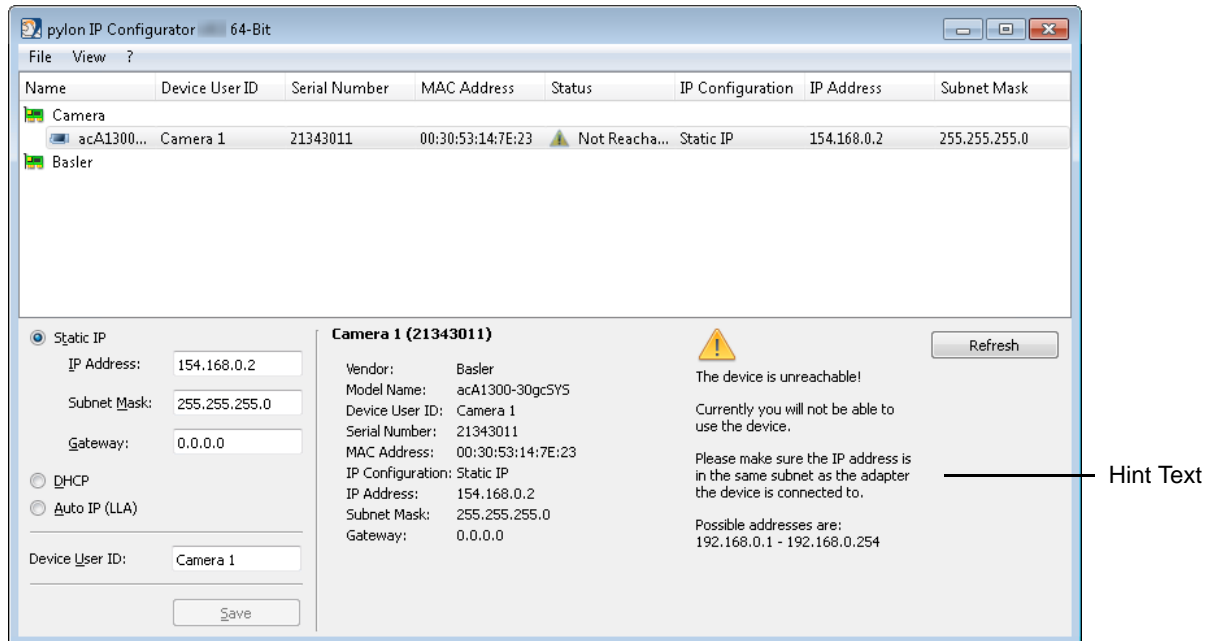 pylon IP Configurator 64-Bit
File View ?
Name Device User ID Serial Number MAC Address Status IP Configuration IP Address Subnet Mask
Camera
acA1300... Camera 1 21343011 00:30:53:14:7E:23 Not Reacha... Static IP 154.168.0.2 255.255.255.0
Basler
Static IP
IP Address: 154.168.0.2
Subnet Mask: 255.255.255.0
Gateway: 0.0.0.0
DHCP
Auto IP (LLA)
Device User ID: Camera 1
Save
Camera 1 (21343011)
Vendor: Basler
Model Name: acA1300-30gcSYS
Device User ID: Camera 1
Serial Number: 21343011
MAC Address: 00:30:53:14:7E:23
IP Configuration: Static IP
IP Address: 154.168.0.2
Subnet Mask: 255.255.255.0
Gateway: 0.0.0.0
The device is unreachable!
Currently you will not be able to
use the device.
Please make sure the IP address is
in the same subnet as the adapter
the device is connected to.
Possible addresses are:
192.168.0.1 - 192.168.0.254
Refresh
Hint Text